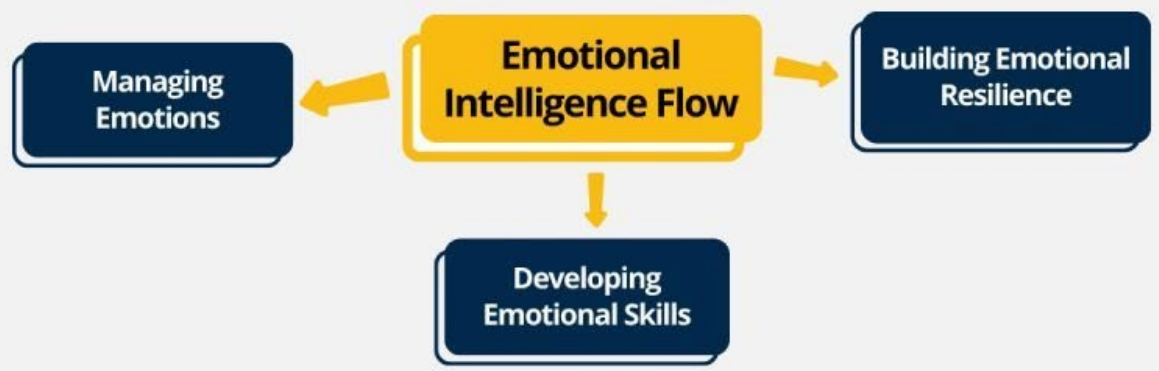 Managing
Emotions
Emotional
Intelligence Flow
Building Emotional
Resilience
Developing
Emotional Skills